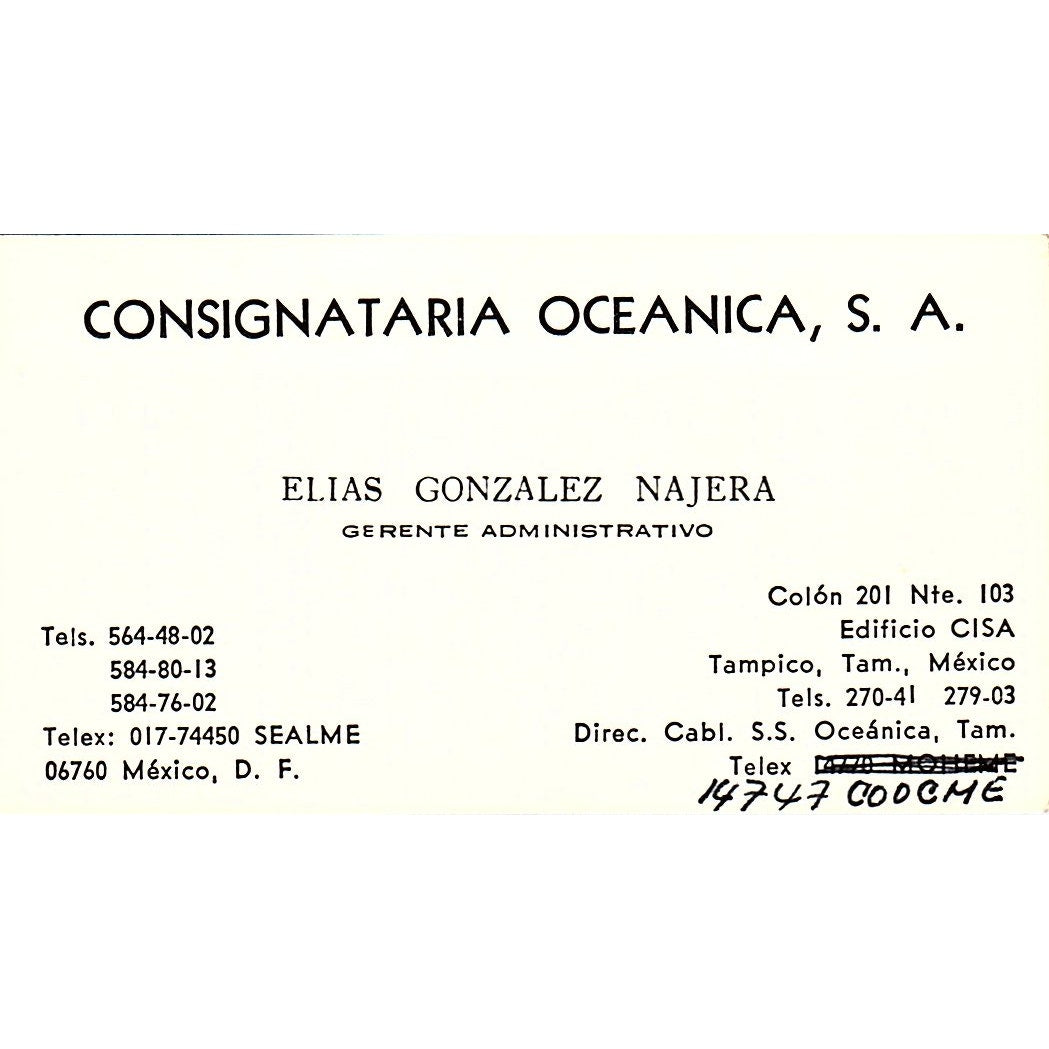 CONSIGNATARIA OCEANICA, S. A.
ELIAS GONZALEZ NAJERA
GERENTE ADMINISTRATIVO
Tels. 564-48-02
584-80-13
584-76-02
Telex: 017-74450 SEALME
06760 México, D. F.
Colón 201 Nte. 103
Edificio CISA
Tampico, Tam., México
Tels. 270-41 279-03
Direc. Cabl. S.S. Oceánica, Tam.
Telex
14747 COOCME